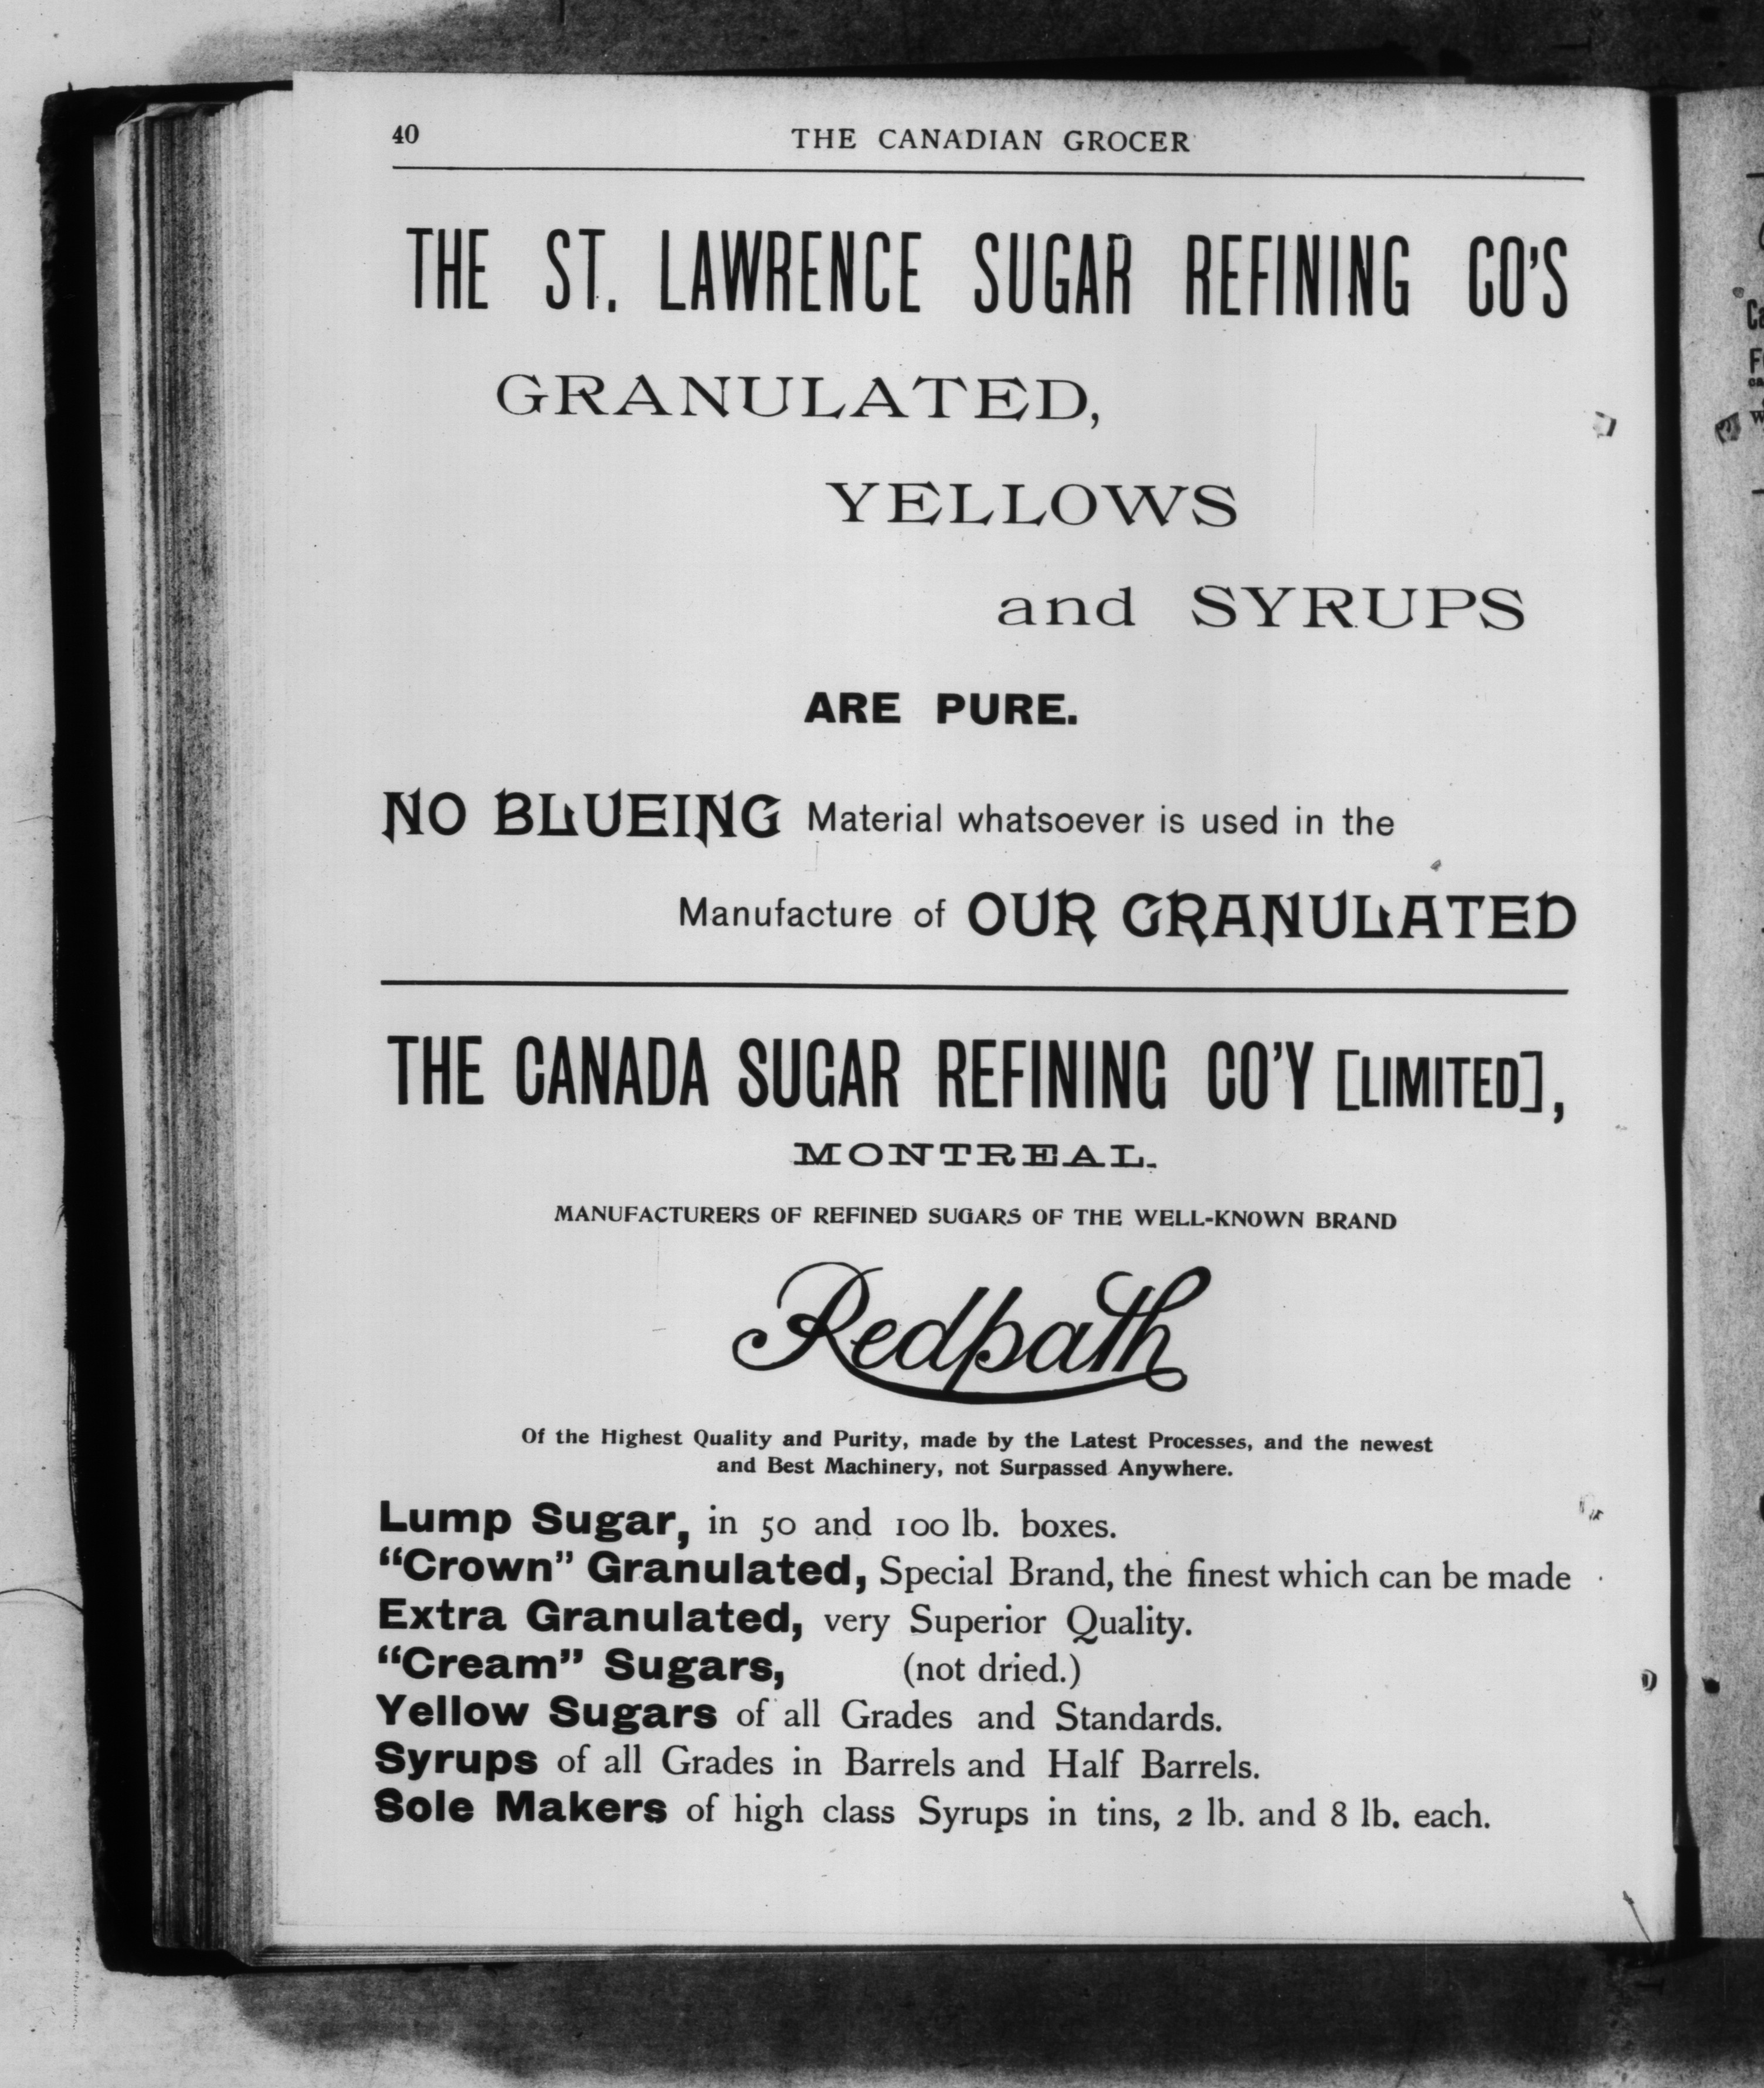 40
THE CANADIAN GROCER
THE ST. LAWRENCE SUGAR REFINING CO'S
GRANULATED,
YELLOWS
and SYRUPS
ARE PURE.
NO BLUEING Material whatsoever is used in the
Manufacture of OUR GRANULATED
THE CANADA SUGAR REFINING CO'Y [LIMITED],
MONTREAL.
MANUFACTURERS OF REFINED SUGARS OF THE WELL-KNOWN BRAND
Redpath
Of the Highest Quality and Purity, made by the Latest Processes, and the newest
and Best Machinery, not Surpassed Anywhere.
Lump Sugar, in 50 and 100 lb. boxes.
"Crown" Granulated, Special Brand, the finest which can be made
Extra Granulated, very Superior Quality.
"Cream" Sugars, (not dried.)
Yellow Sugars of all Grades and Standards.
Syrups of all Grades in Barrels and Half Barrels.
Sole Makers of high class Syrups in tins, 2 lb. and 8 lb. each.